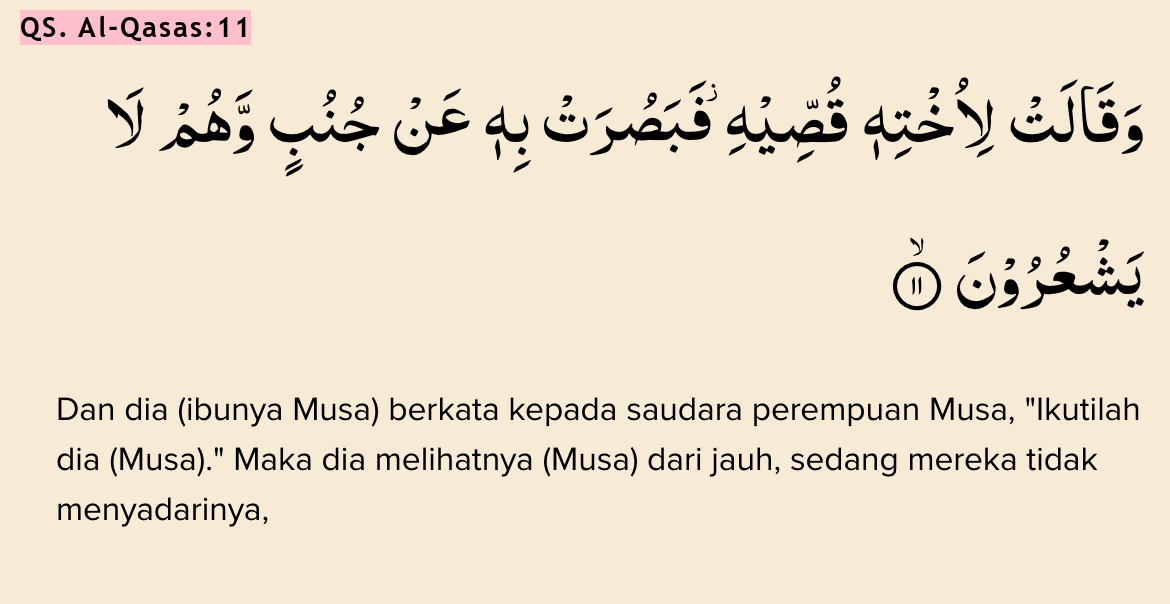 QS. Al-Qasas:11
وَقَالَتْ لِاُخْتِهٖ قُصِّيْهِ ۗفَبَصُرَتْ بِهٖ عَنْ جُنُبٍ وَّهُمْ لَا
يَشْعُرُوْنَ ۙ ١١
Dan dia (ibunya Musa) berkata kepada saudara perempuan Musa, "Ikutilah
dia (Musa)." Maka dia melihatnya (Musa) dari jauh, sedang mereka tidak
menyadarinya,